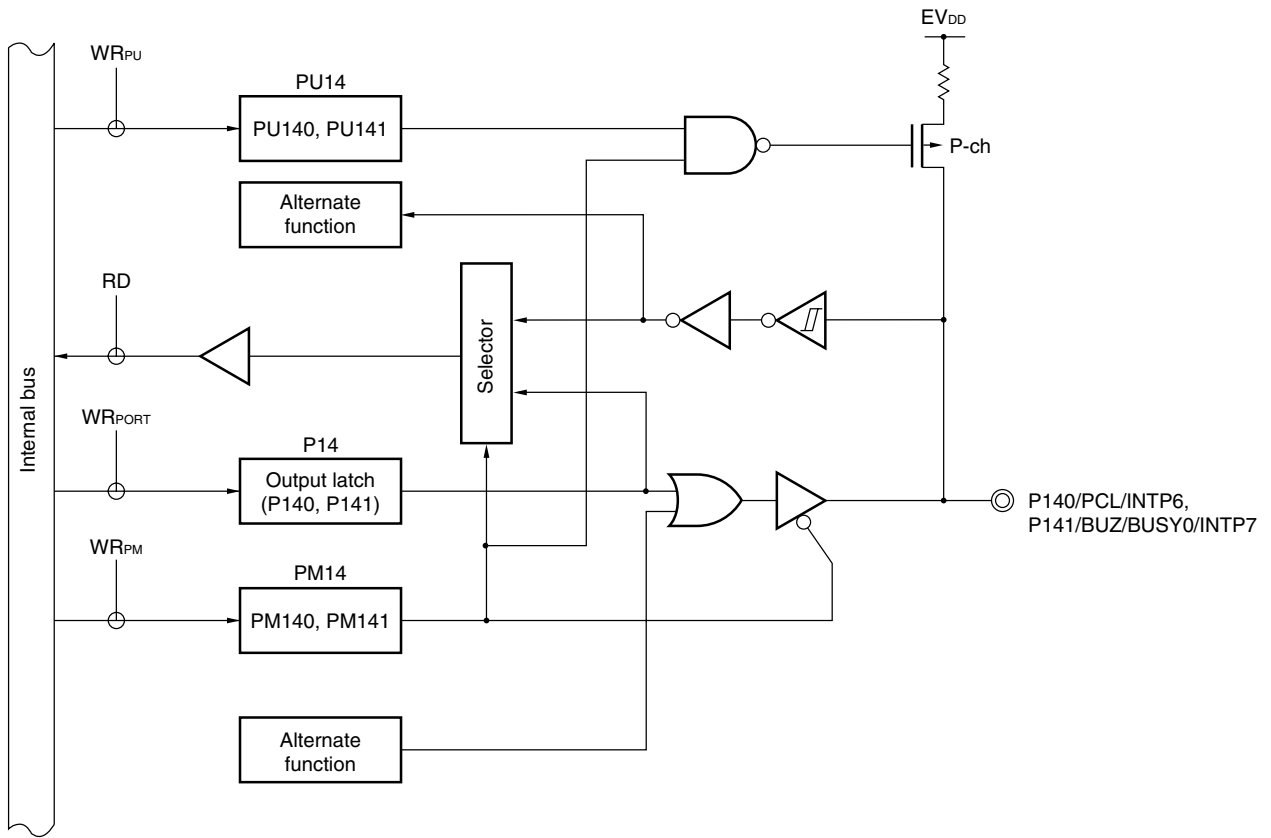 EVDD
WRPU
PU14
PU140, PU141
P-ch
Alternate
function
RD
Selector
Internal bus
WRPORT
P14
Output latch
(P140, P141)
P140/PCL/INTP6,
P141/BUZ/BUSY0/INTP7
WRPM
PM14
PM140, PM141
Alternate
function